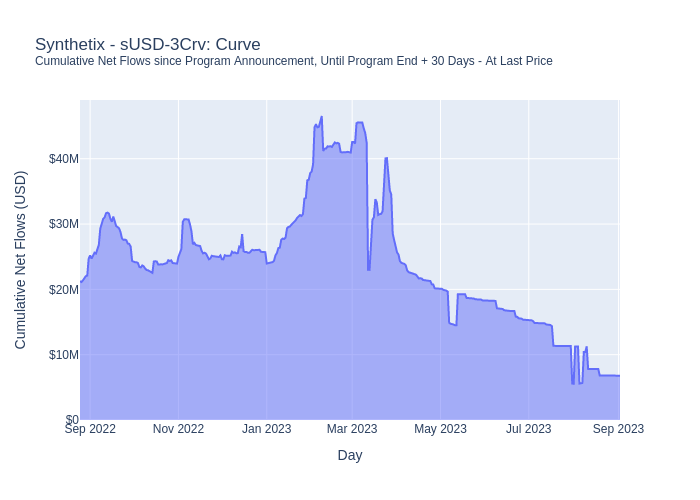 Synthetix - sUSD-3Crv: Curve
Cumulative Net Flows since Program Announcement, Until Program End + 30 Days - At Last Price
Cumulative Net Flows (USD)
$40M
$30M
$20M
$10M
$0
Sep 2022 Nov 2022 Jan 2023 Mar 2023 May 2023 Jul 2023 Sep 2023
Day